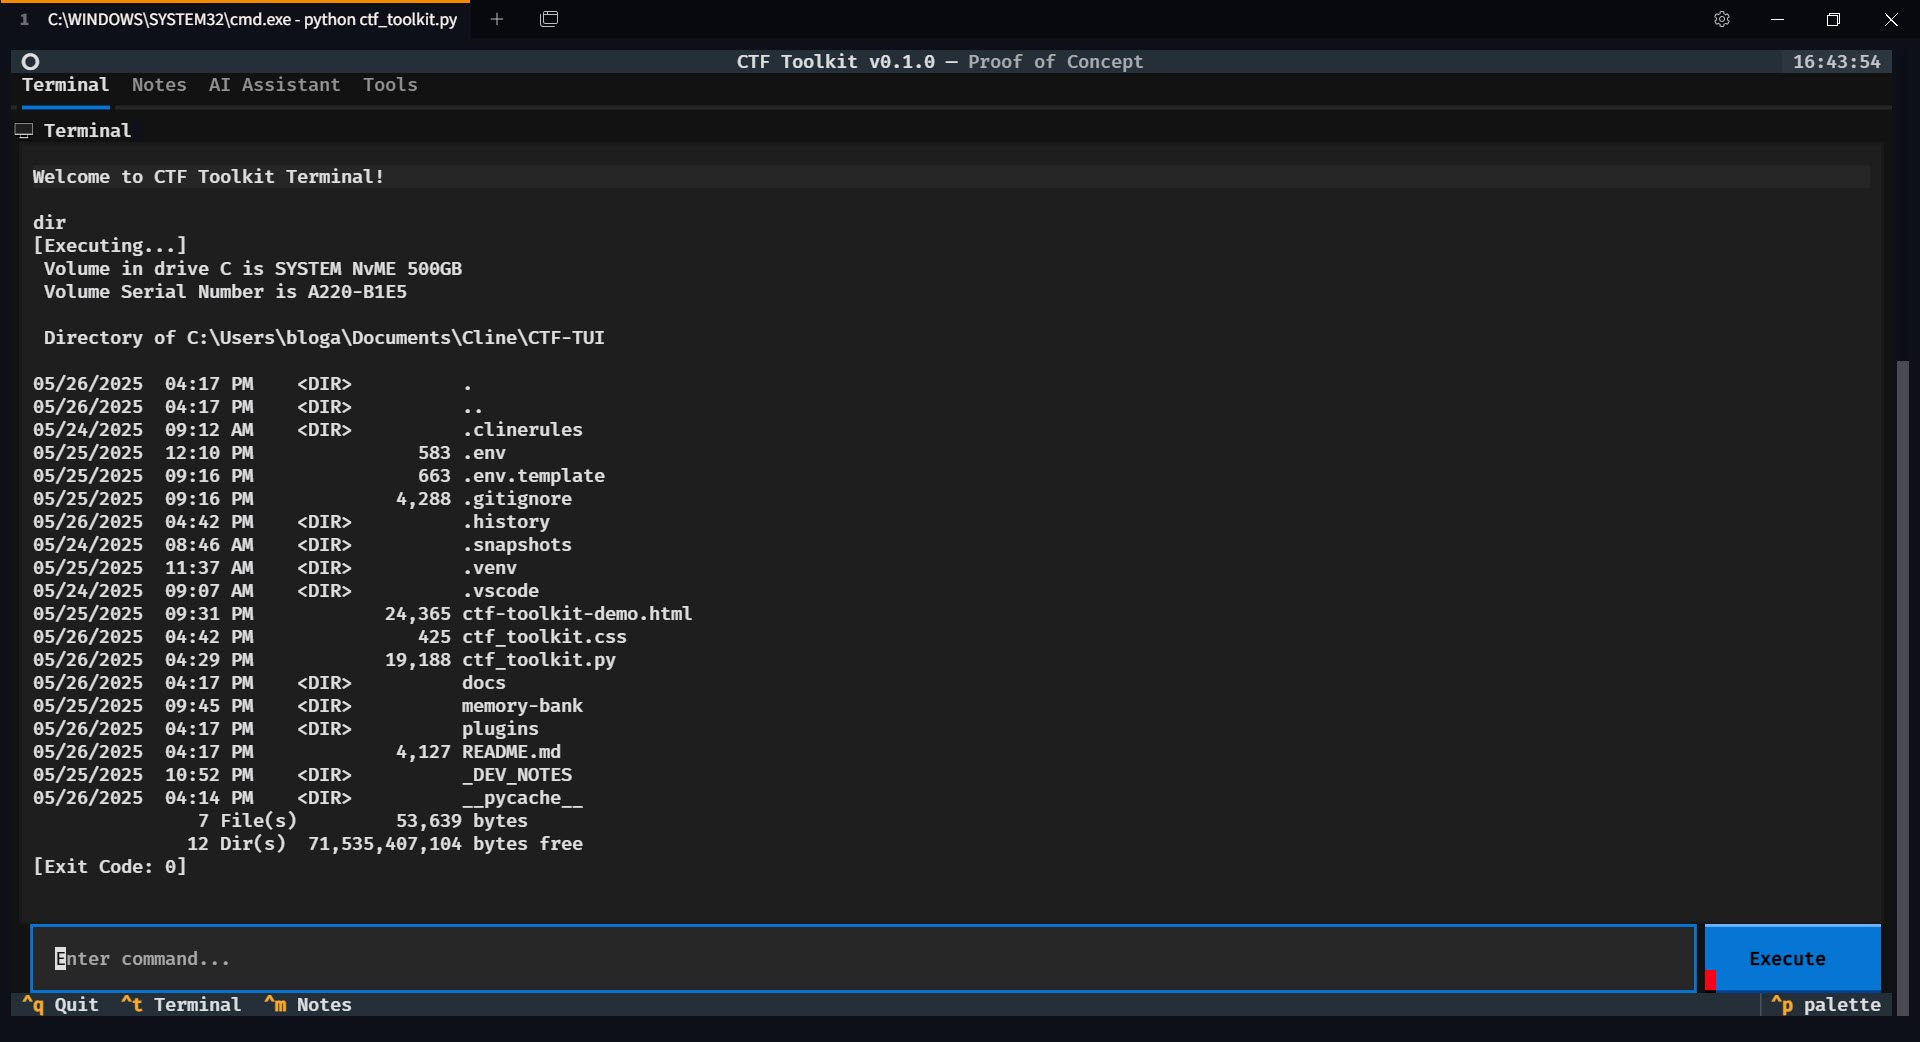 1 C:\WINDOWS\SYSTEM32\cmd.exe - python ctf_toolkit.py
CTF Toolkit v0.1.0 — Proof of Concept 16:43:54
Terminal Notes AI Assistant Tools
Terminal
Welcome to CTF Toolkit Terminal!
dir
[Executing...]
Volume in drive C is SYSTEM NvME 500GB
Volume Serial Number is A220-B1E5
Directory of C:\Users\bloga\Documents\Cline\CTF-TUI
05/26/2025 04:17 PM <DIR> .
05/26/2025 04:17 PM <DIR> ..
05/24/2025 09:12 AM <DIR> .clinerules
05/25/2025 12:10 PM 583 .env
05/25/2025 09:16 PM 663 .env.template
05/25/2025 09:16 PM 4,288 .gitignore
05/26/2025 04:42 PM <DIR> .history
05/24/2025 08:46 AM <DIR> .snapshots
05/25/2025 11:37 AM <DIR> .venv
05/24/2025 09:07 AM <DIR> .vscode
05/25/2025 09:31 PM 24,365 ctf-toolkit-demo.html
05/26/2025 04:42 PM 425 ctf_toolkit.css
05/26/2025 04:29 PM 19,188 ctf_toolkit.py
05/26/2025 04:17 PM <DIR> docs
05/25/2025 09:45 PM <DIR> memory-bank
05/26/2025 04:17 PM <DIR> plugins
05/26/2025 04:17 PM 4,127 README.md
05/25/2025 10:52 PM <DIR> _DEV_NOTES
05/26/2025 04:14 PM <DIR> __pycache__
7 File(s) 53,639 bytes
12 Dir(s) 71,535,407,104 bytes free
[Exit Code: 0]
Enter command... Execute
^q Quit ^t Terminal ^m Notes ^p palette